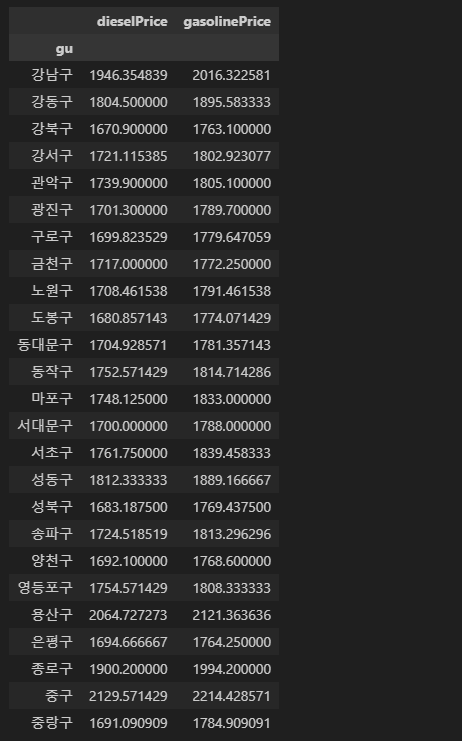 dieselPrice gasolinePrice
gu
강남구 1946.354839 2016.322581
강동구 1804.500000 1895.583333
강북구 1670.900000 1763.100000
강서구 1721.115385 1802.923077
관악구 1739.900000 1805.100000
광진구 1701.300000 1789.700000
구로구 1699.823529 1779.647059
금천구 1717.000000 1772.250000
노원구 1708.461538 1791.461538
도봉구 1680.857143 1774.071429
동대문구 1704.928571 1781.357143
동작구 1752.571429 1814.714286
마포구 1748.125000 1833.000000
서대문구 1700.000000 1788.000000
서초구 1761.750000 1839.458333
성동구 1812.333333 1889.166667
성북구 1683.187500 1769.437500
송파구 1724.518519 1813.296296
양천구 1692.100000 1768.600000
영등포구 1754.571429 1808.333333
용산구 2064.727273 2121.363636
은평구 1694.666667 1764.250000
종로구 1900.200000 1994.200000
중구 2129.571429 2214.428571
중랑구 1691.090909 1784.909091